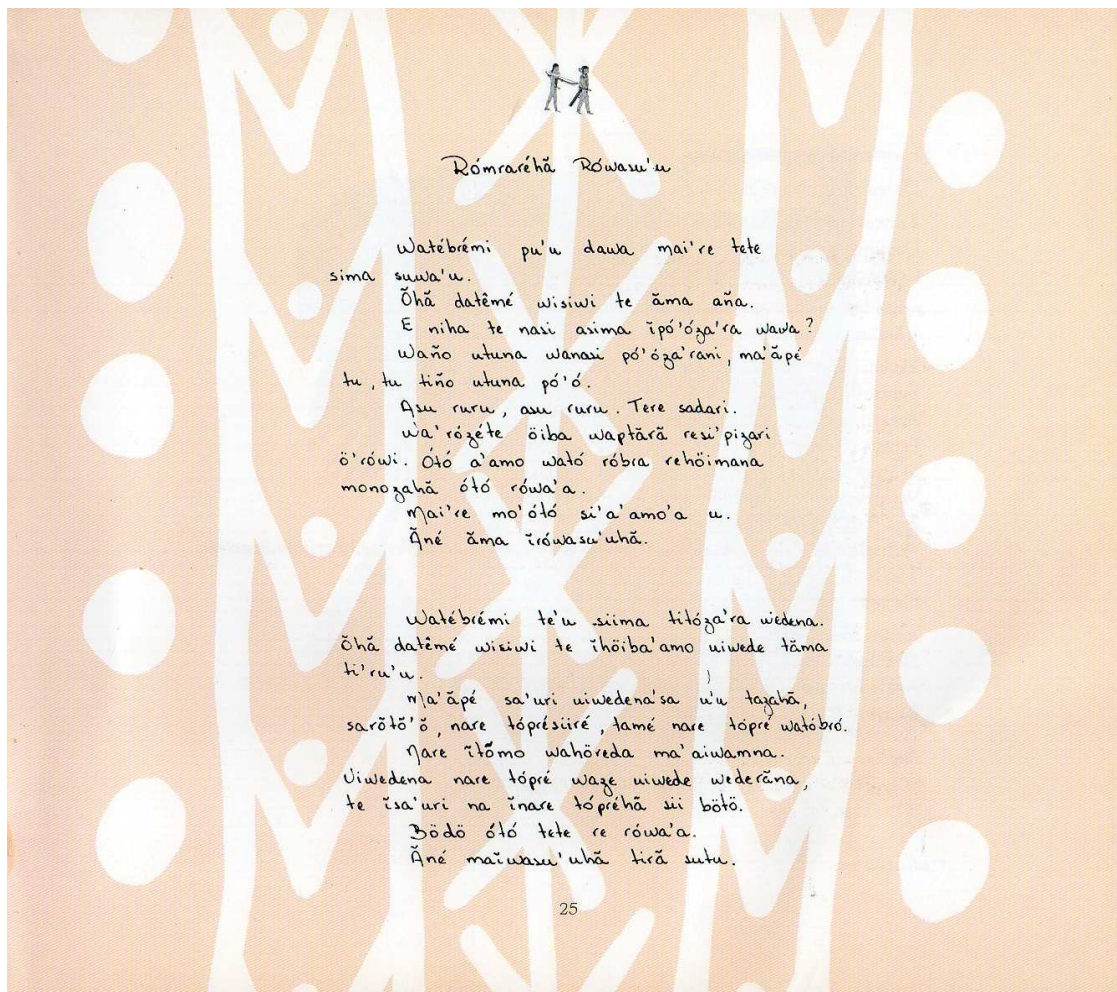 Rómraréhã Rówasu'u
Watébrémi pu'u dawa mai're tete
sima suwa'u.
Õhã datêmé wisiwi te ãma aña.
E niha te nasi asima ĩpó'óza'ra wawa?
Waño utuna wanasi pó'óza'rani, ma'ãpé
tu, tu tiño utuna pó'ó.
Asu ruru, asu ruru. Tere sadari.
Wa'rózéte öiba waptãrã resi'pizari
ö'rówi. Ótó a'amo wató róbra rehöimana
monozahã ótó rówa'a.
Mai're mo'ótó si'a'amo'a u.
Ãné ãma ĩrówasu'uhã.
Watébrémi te'u siima titóza'ra wedena.
Õhã datêmé wisiwi te ĩhöiba'amo uiwede tãma
ti'ru'u.
Ma'ãpé sa'uri uiwedena'sa u'u tazahã,
sarõtõ'õ, nare tóprésiiré, tamé nare tópré watóbró.
Nare ĩtõmo wahöreda ma'aiwamna.
Uiwedena nare tópré waze uiwede wederãna,
te ĩsa'uri na ĩnare tópréhã sii bötö.
Bödö ótó tete re rówa'a.
Ãné maĩwasu'uhã tirã sutu.
25